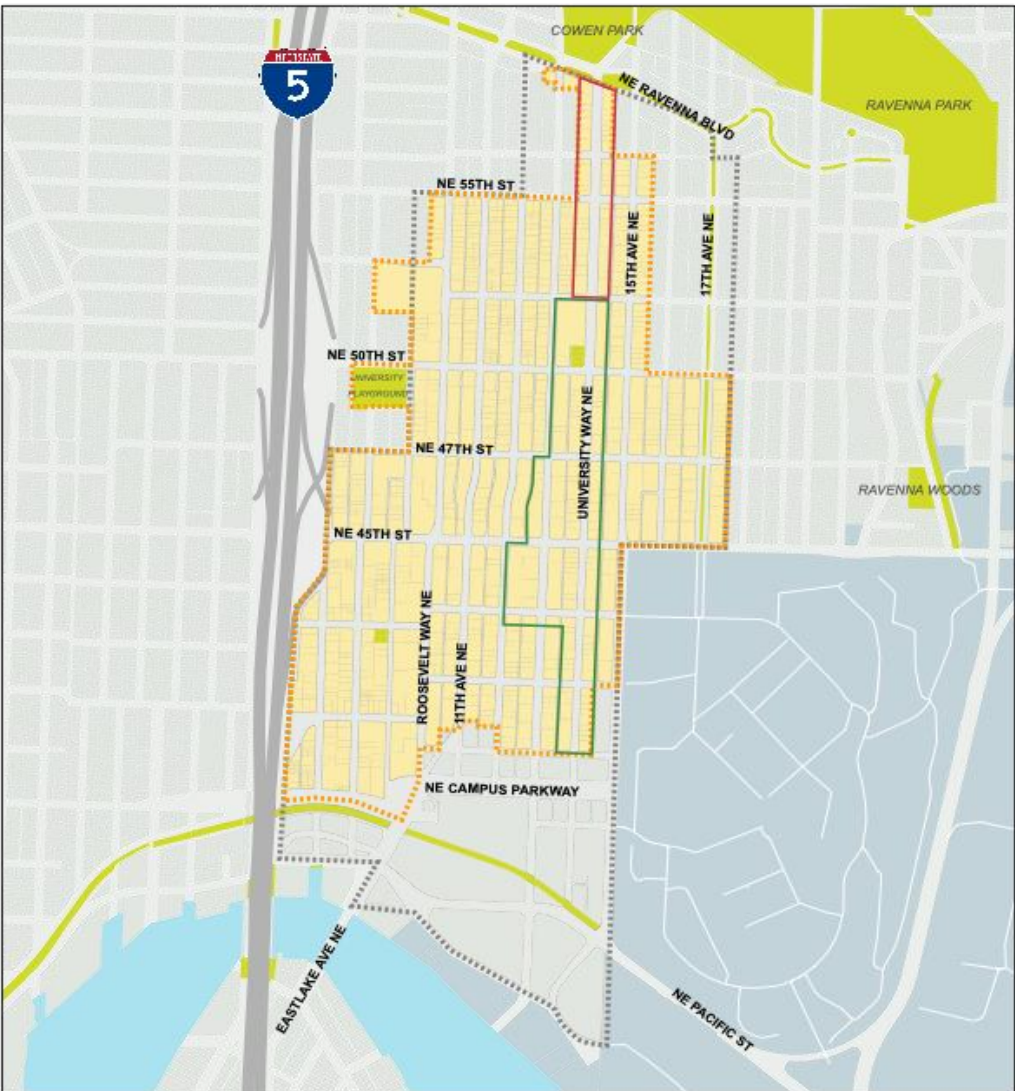 COWEN PARK
INTERSTATE
5
NE RAVENNA BLVD
RAVENNA PARK
NE 55TH ST
15TH AVE NE
17TH AVE NE
NE 50TH ST
UNIVERSITY
PLAYGROUND
UNIVERSITY WAY NE
NE 47TH ST
RAVENNA WOODS
NE 45TH ST
ROOSEVELT WAY NE
11TH AVE NE
NE CAMPUS PARKWAY
EASTLAKE AVE NE
NE PACIFIC ST